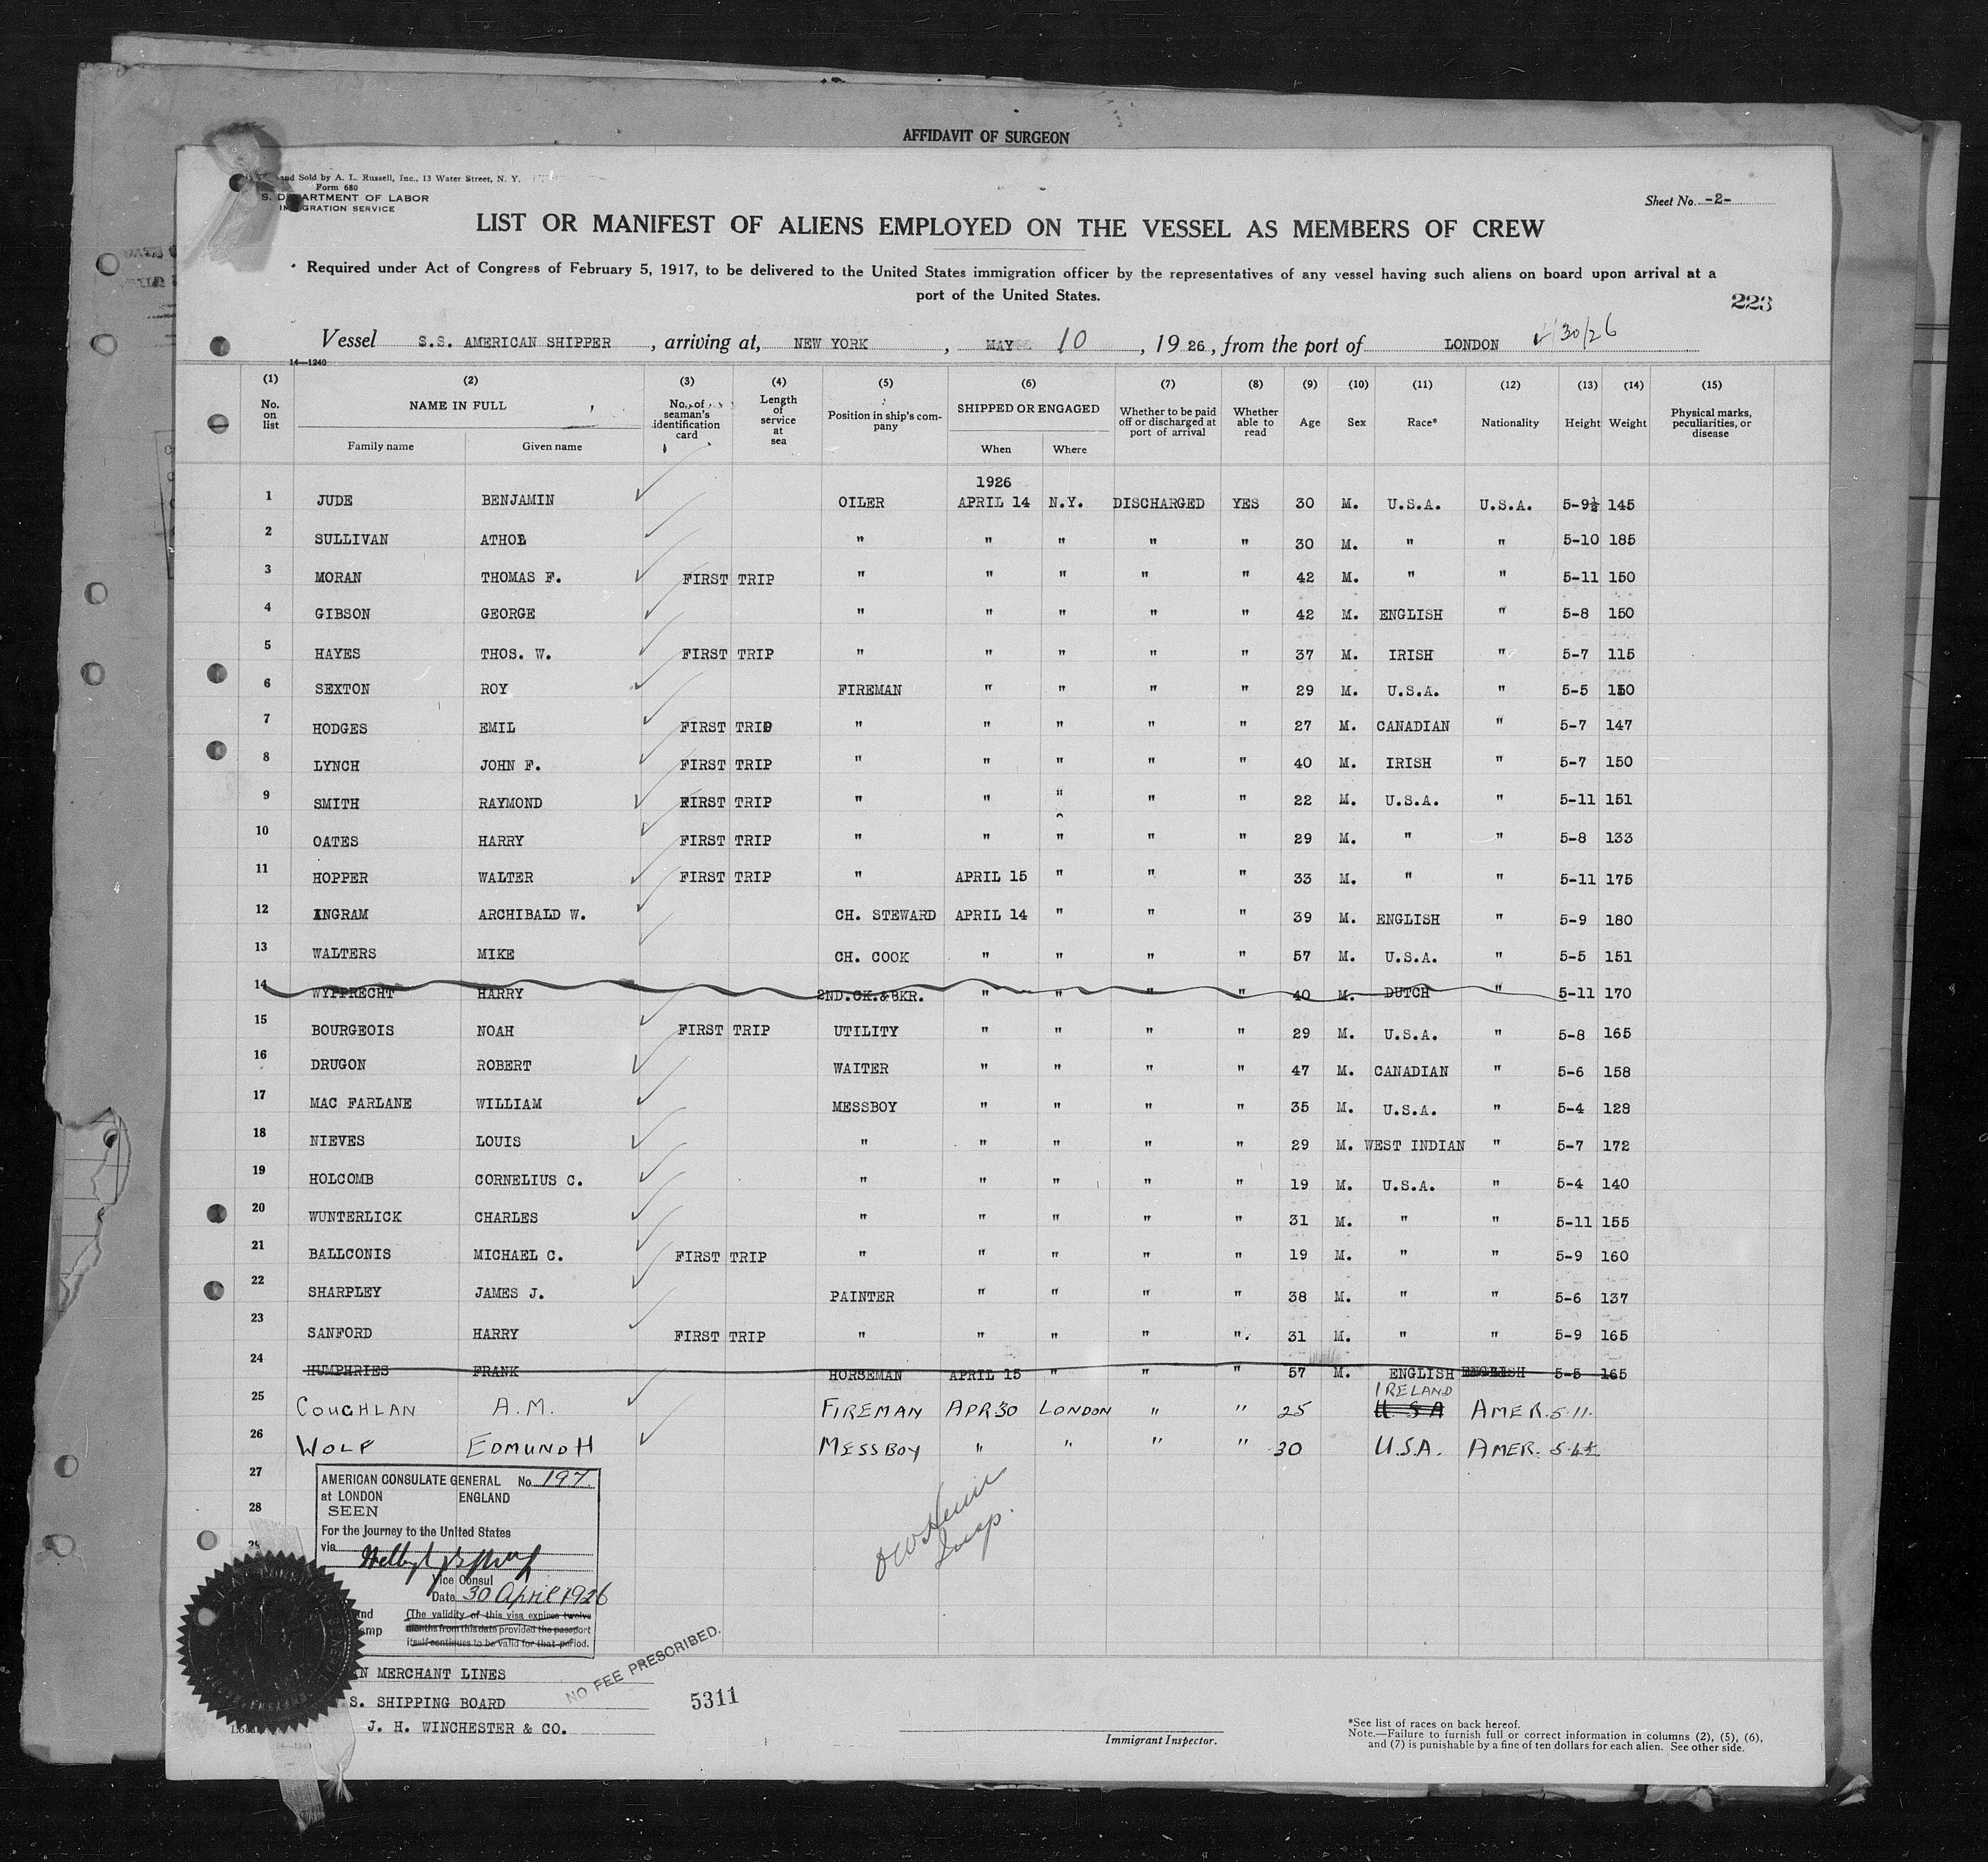 AFFIDAVIT OF SURGEON
and Sold by A. L. Russell, Inc., 13 Water Street, N. Y.
Form 680
S. DEPARTMENT OF LABOR
IMMIGRATION SERVICE
Sheet No. -2-
LIST OR MANIFEST OF ALIENS EMPLOYED ON THE VESSEL AS MEMBERS OF CREW
Required under Act of Congress of February 5, 1917, to be delivered to the United States immigration officer by the representatives of any vessel having such aliens on board upon arrival at a
port of the United States.
223
Vessel S.S. AMERICAN SHIPPER, arriving at, NEW YORK, MAY 10, 1926, from the port of LONDON 4/30/26
14—1240
(1) (2) (3) (4) (5) (6) (7) (8) (9) (10) (11) (12) (13) (14) (15)
No. on list NAME IN FULL Family name Given name No. of seaman's identification card Length of service at sea Position in ship's company SHIPPED OR ENGAGED When Where Whether to be paid off or discharged at port of arrival Whether able to read Age Sex Race* Nationality Height Weight Physical marks, peculiarities, or disease
1926
1 JUDE BENJAMIN OILER APRIL 14 N.Y. DISCHARGED YES 30 M. U.S.A. U.S.A. 5-9½ 145
2 SULLIVAN ATHOL " " " " " 30 M. " " 5-10 185
3 MORAN THOMAS F. FIRST TRIP " " " " " 42 M. " " 5-11 150
4 GIBSON GEORGE " " " " " 42 M. ENGLISH " 5-8 150
5 HAYES THOS. W. FIRST TRIP " " " " " 37 M. IRISH " 5-7 115
6 SEXTON ROY FIREMAN " " " " 29 M. U.S.A. " 5-5
7 HODGES EMIL FIRST TRIP " " " " " 27 M. CANADIAN " 5-7 147
8 LYNCH JOHN F. FIRST TRIP " " " " " 40 M. IRISH " 5-7 150
9 SMITH RAYMOND FIRST TRIP " " " " " 22 M. U.S.A. " 5-11 151
10 OATES HARRY FIRST TRIP " " " " " 29 M. " " 5-8 133
11 HOPPER WALTER FIRST TRIP " APRIL 15 " " " 33 M. " " 5-11 175
12 INGRAM ARCHIBALD W. CH. STEWARD APRIL 14 " " " 39 M. ENGLISH " 5-9 180
13 WALTERS MIKE CH. COOK " " " " 57 M. U.S.A. " 5-5 151
14 WYPPRECHT HARRY 2ND.CK.&BKR. " " " " 40 M. DUTCH " 5-11 170
15 BOURGEOIS NOAH FIRST TRIP UTILITY " " " " 29 M. U.S.A. " 5-8 165
16 DRUGON ROBERT WAITER " " " " 47 M. CANADIAN " 5-6 158
17 MAC FARLANE WILLIAM MESSBOY " " " " 35 M. U.S.A. " 5-4 128
18 NIEVES LOUIS " " " " " 29 M. WEST INDIAN " 5-7 172
19 HOLCOMB CORNELIUS C. " " " " " 19 M. U.S.A. " 5-4 140
20 WUNTERLICK CHARLES " " " " " 31 M. " " 5-11 155
21 BALLCONIS MICHAEL C. FIRST TRIP " " " " " 19 M. " " 5-9 160
22 SHARPLEY JAMES J. PAINTER " " " " 38 M. " " 5-6 137
23 SANFORD HARRY FIRST TRIP " " " " ". 31 M. " " 5-9 165
24 HUMPHRIES FRANK HORSEMAN APRIL 15 " " " 57 M. ENGLISH ENGLISH 5-5 165
IRELAND
25 COUGHLAN A.M. FIREMAN APR 30 LONDON " " 25 U.S.A AMER. 5-11.
26 WOLF EDMUND H MESSBOY " " " " 30 U.S.A. AMER. 5-4½
27
28
29
AMERICAN CONSULATE GENERAL No. 197
at LONDON ENGLAND
SEEN
For the Journey to the United States
via
Vice Consul
Date 30 April 1926
(The validity of this visa expires twelve
months from this date provided the passport
itself continues to be valid for that period.
Insp.
NO FEE PRESCRIBED.
MERCHANT LINES
S. SHIPPING BOARD
J. H. WINCHESTER & CO.
5311
Immigrant Inspector.
*See list of races on back hereof.
Note.—Failure to furnish full or correct information in columns (2), (5), (6),
and (7) is punishable by a fine of ten dollars for each alien. See other side.
14—1240